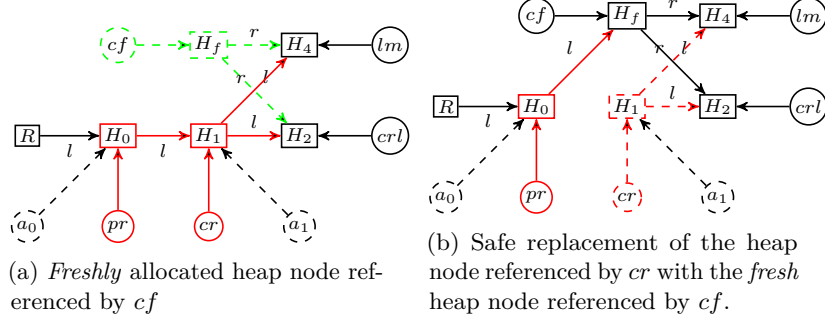 cf H_f r H_4 lm
r l
R l H_0 l H_1 l H_2 crl
a_0 pr cr a_1
(a) Freshly allocated heap node ref-
erenced by cf
cf H_f r H_4 lm
l r l
R l H_0 H_1 l H_2 crl
a_0 pr cr a_1
(b) Safe replacement of the heap
node referenced by cr with the fresh
heap node referenced by cf.